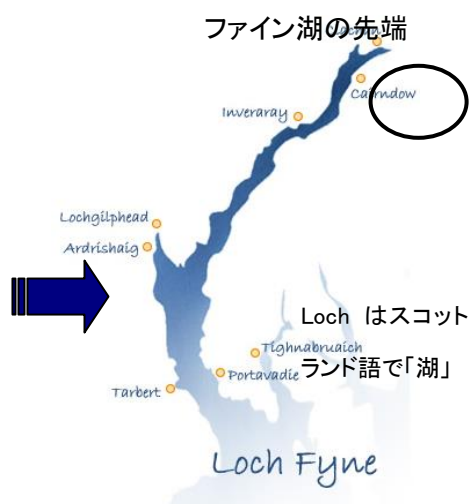 ファイン湖の先端
Cairndow
Inveraray
Lochgilphead
Ardrishaig
Loch はスコット
ランド語で「湖」
Tighnabruaich
Portavadie
Tarbert
Loch Fyne